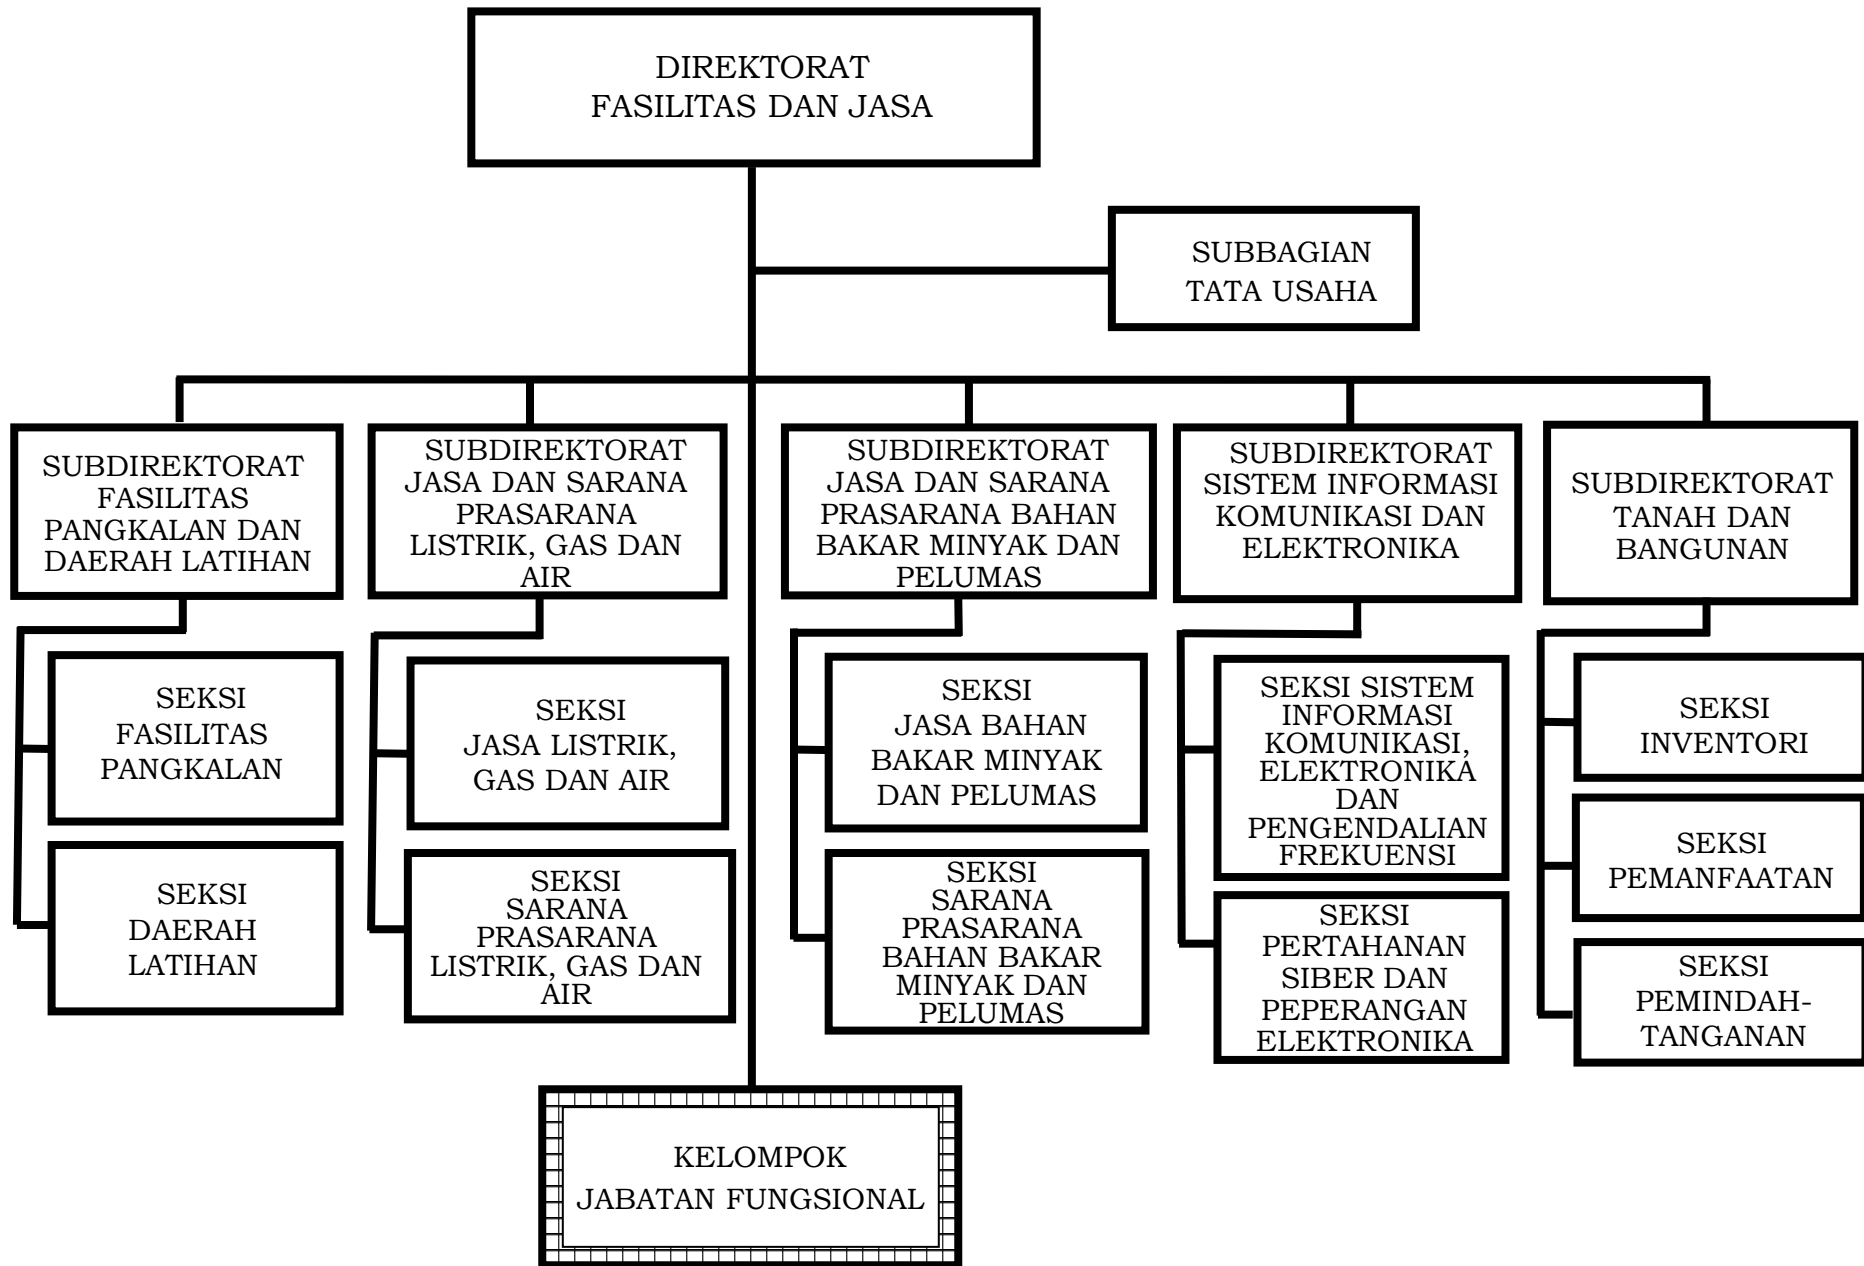 DIREKTORAT
FASILITAS DAN JASA
SUBBAGIAN
TATA USAHA
SUBDIREKTORAT
FASILITAS
PANGKALAN DAN
DAERAH LATIHAN
SUBDIREKTORAT
JASA DAN SARANA
PRASARANA
LISTRIK, GAS DAN
AIR
SUBDIREKTORAT
JASA DAN SARANA
PRASARANA BAHAN
BAKAR MINYAK DAN
PELUMAS
SUBDIREKTORAT
SISTEM INFORMASI
KOMUNIKASI DAN
ELEKTRONIKA
SUBDIREKTORAT
TANAH DAN
BANGUNAN
SEKSI
FASILITAS
PANGKALAN
SEKSI
JASA LISTRIK,
GAS DAN AIR
SEKSI
JASA BAHAN
BAKAR MINYAK
DAN PELUMAS
SEKSI SISTEM
INFORMASI
KOMUNIKASI,
ELEKTRONIKA
DAN
PENGENDALIAN
FREKUENSI
SEKSI
INVENTORI
SEKSI
PEMANFAATAN
SEKSI
DAERAH
LATIHAN
SEKSI
SARANA
PRASARANA
LISTRIK, GAS DAN
AIR
SEKSI
SARANA
PRASARANA
BAHAN BAKAR
MINYAK DAN
PELUMAS
SEKSI
PERTAHANAN
SIBER DAN
PEPERANGAN
ELEKTRONIKA
SEKSI
PEMINDAH-
TANGANAN
KELOMPOK
JABATAN FUNGSIONAL